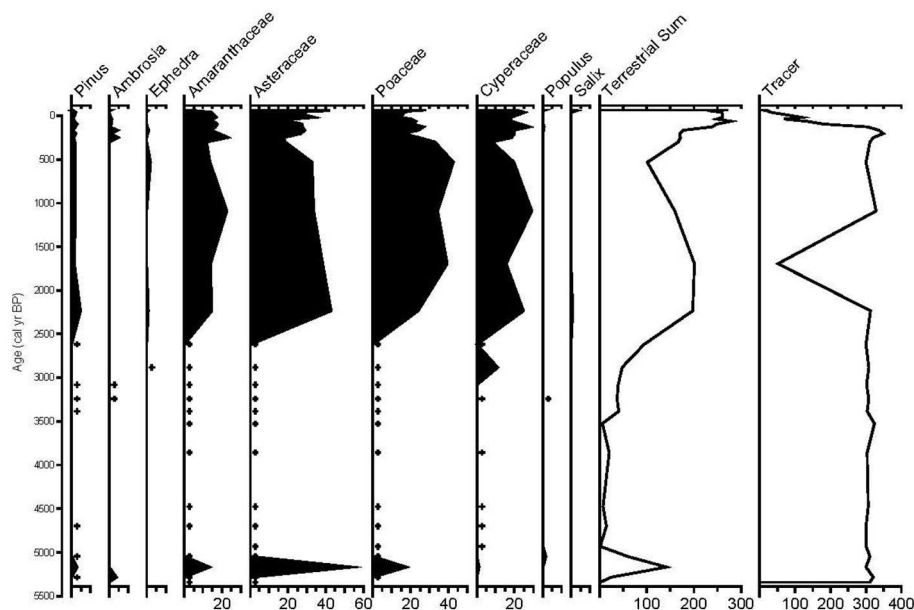 Pinus
Ambrosia
Ephedra
Amaranthaceae
Asteraceae
Poaceae
Cyperaceae
Populus
Salix
Terrestrial Sum
Tracer
Age (cal yr BP)
0
500
1000
1500
2000
2500
3000
3500
4000
4500
5000
5500
20 20 40 60 20 40 20 100 200 300 100 200 300 400